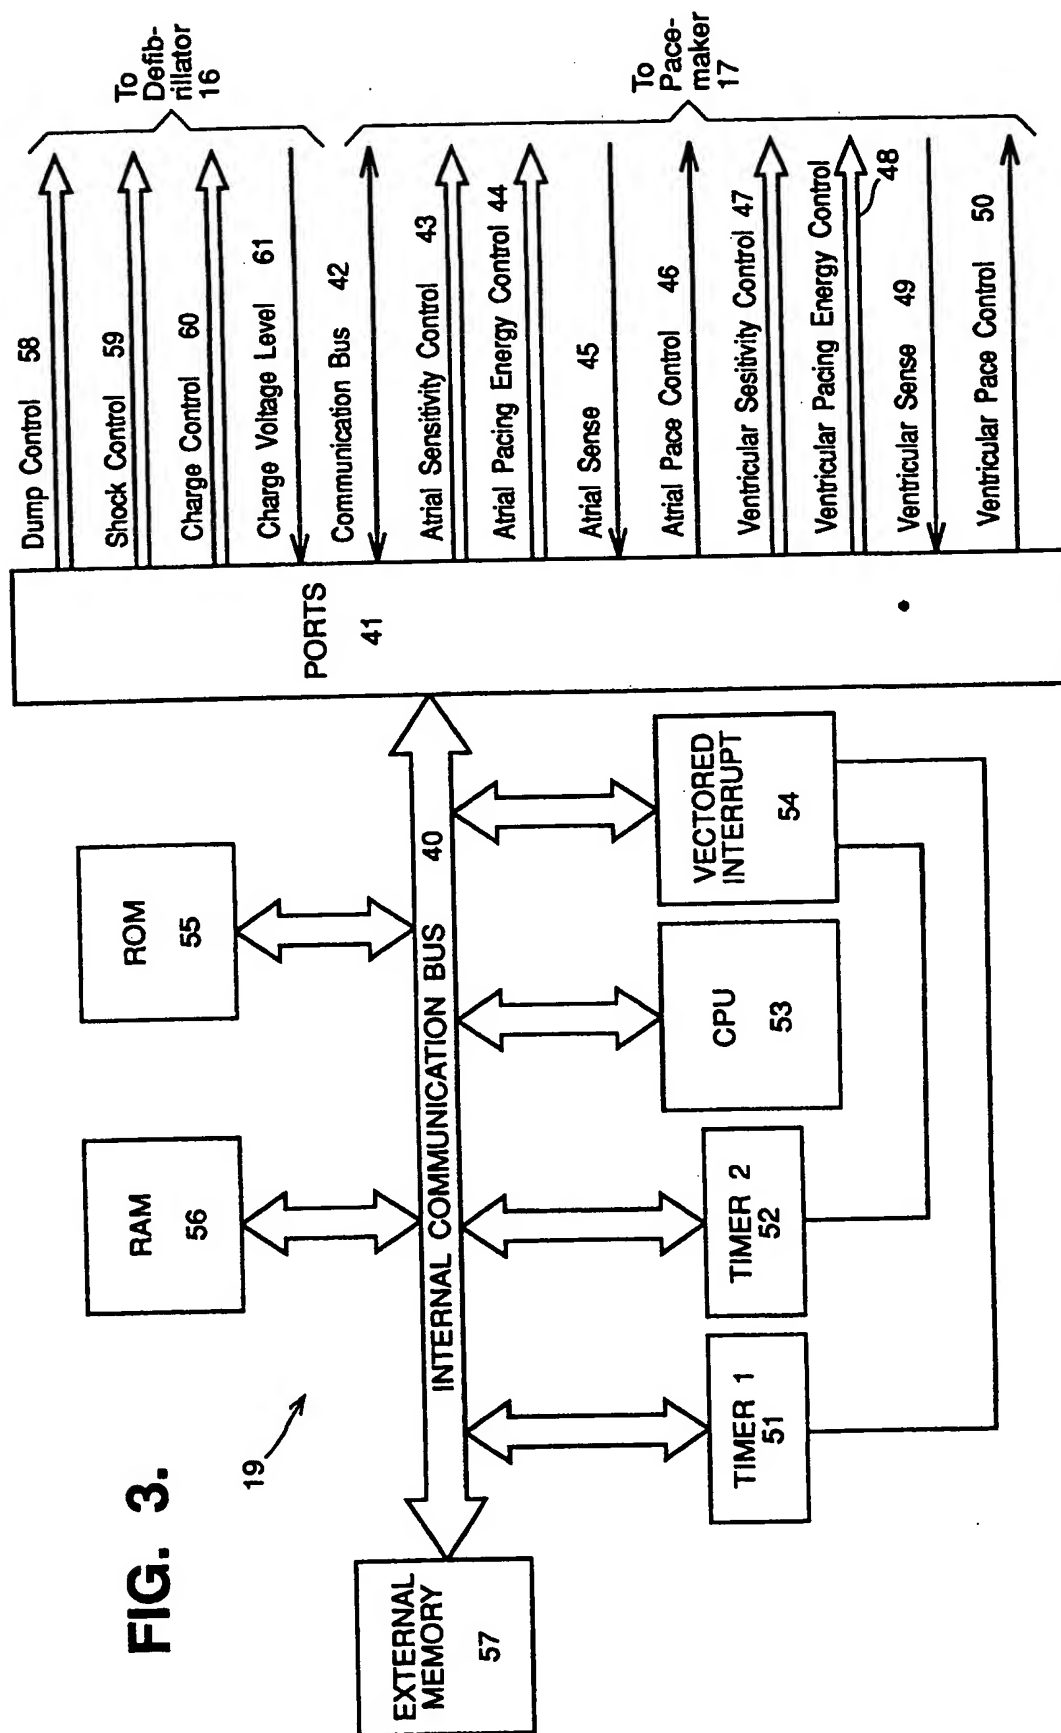 FIG. 3.
19
EXTERNAL
MEMORY
57
RAM
56
ROM
55
INTERNAL COMMUNICATION BUS 40
TIMER 1
51
TIMER 2
52
CPU
53
VECTORED
INTERRUPT
54
PORTS
41
Dump Control 58
Shock Control 59
Charge Control 60
Charge Voltage Level 61
Communication Bus 42
Atrial Sensitivity Control 43
Atrial Pacing Energy Control 44
Atrial Sense 45
Atrial Pace Control 46
Ventricular Sesitivity Control 47
Ventricular Pacing Energy Control
48
Ventricular Sense 49
Ventricular Pace Control 50
To
Defib-
rillator
16
To
Pace-
maker
17